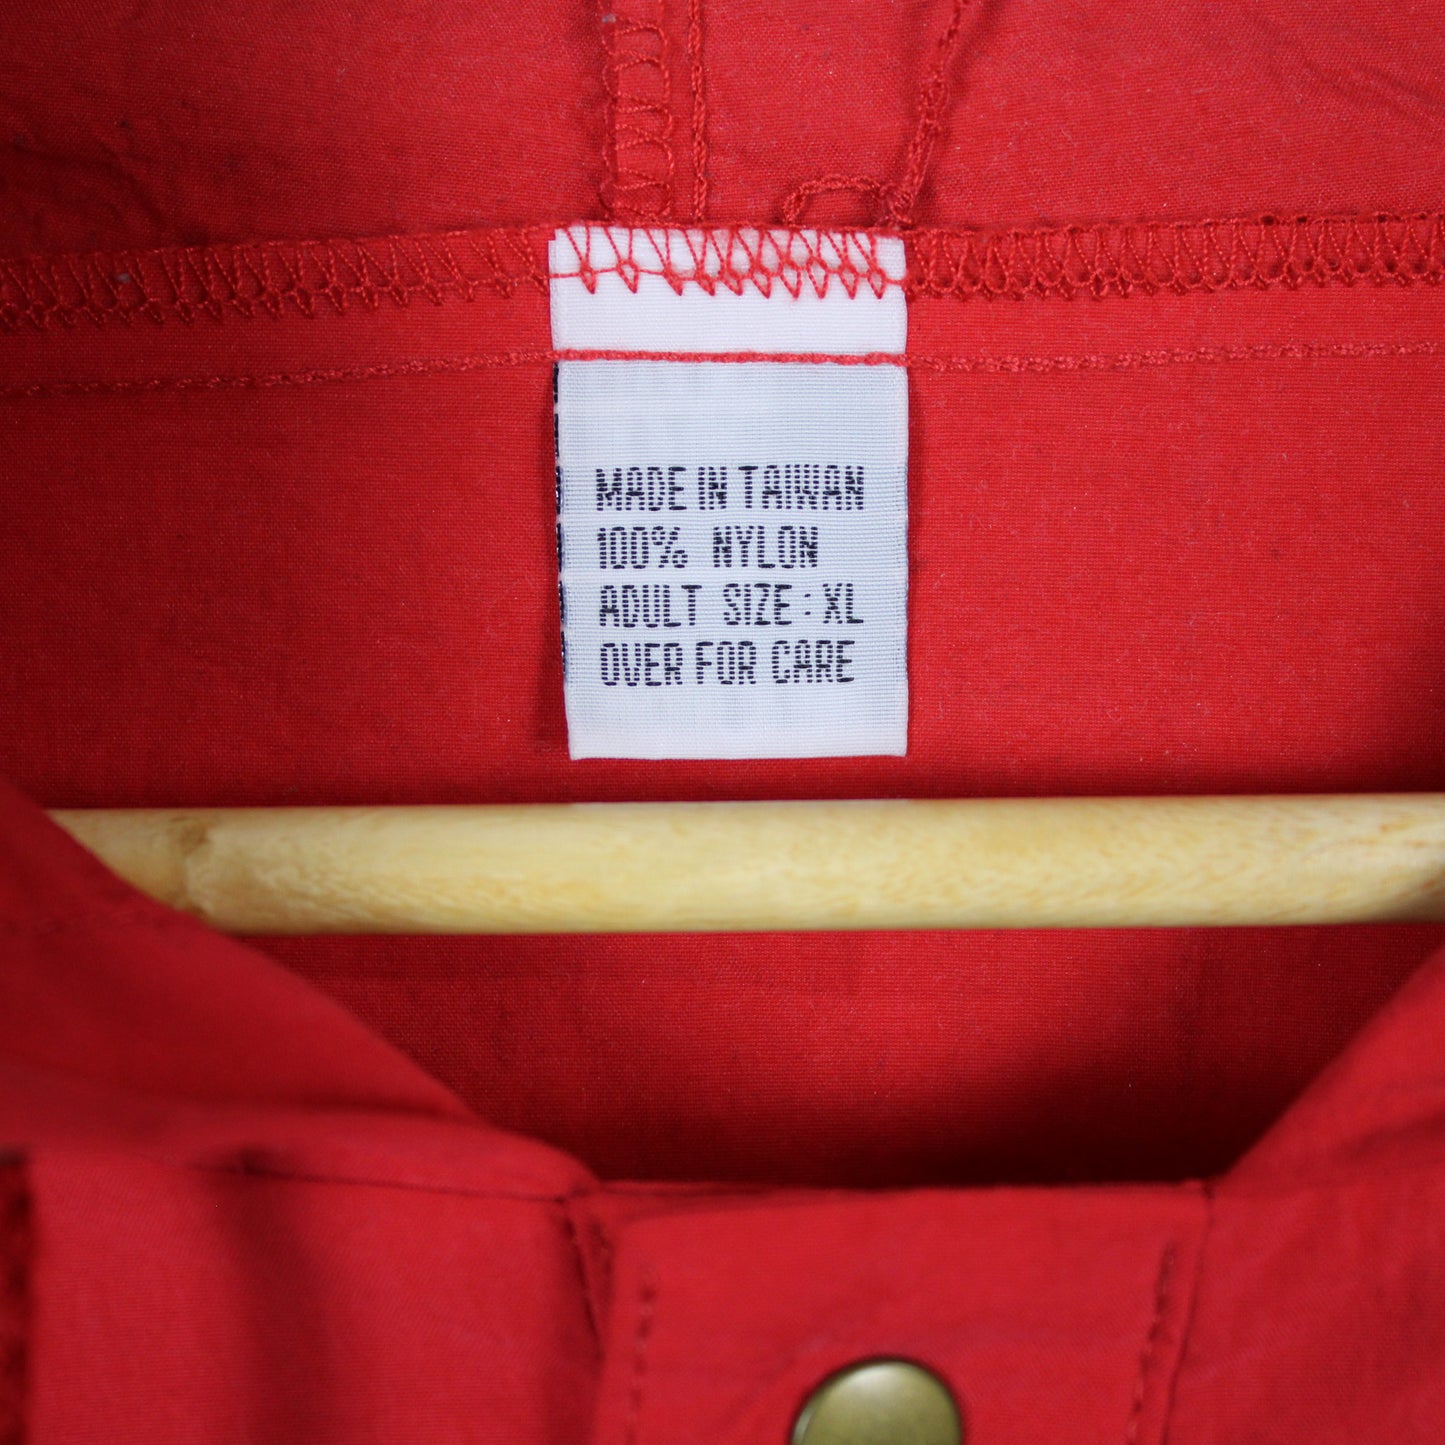 MADE IN TAIWAN
100% NYLON
ADULT SIZE: XL
OVER FOR CARE